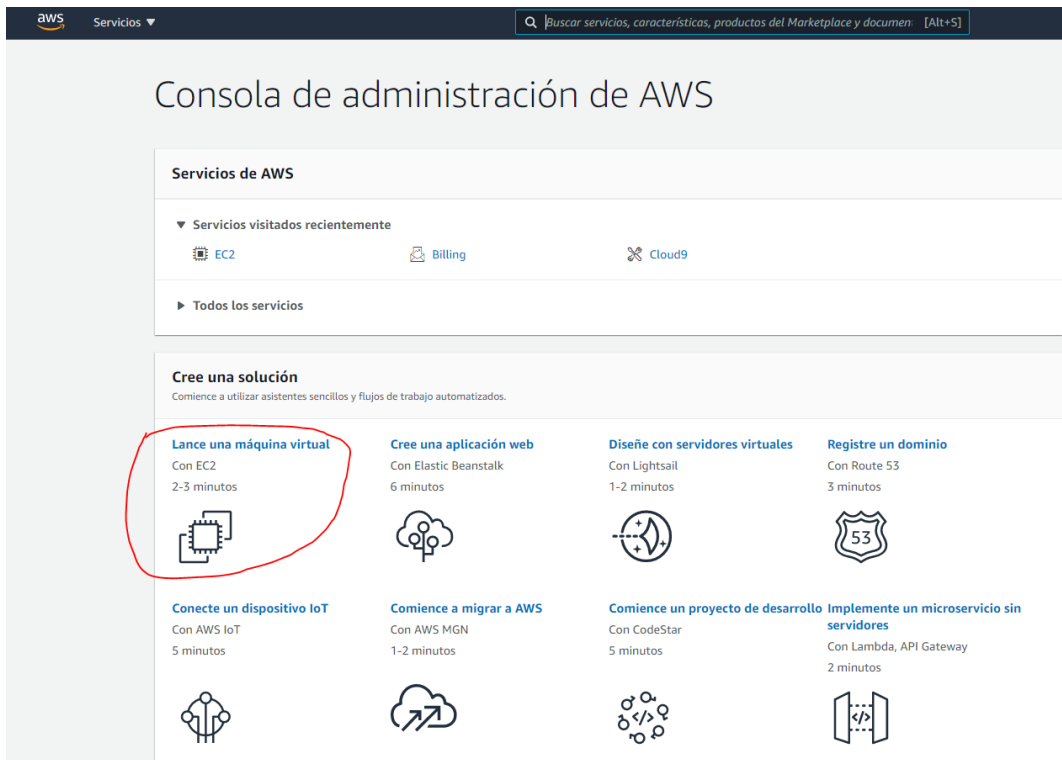 aws Servicios ▼ Buscar servicios, características, productos del Marketplace y documen [Alt+S]
Consola de administración de AWS
Servicios de AWS
▼ Servicios visitados recientemente
EC2 Billing Cloud9
▶ Todos los servicios
Cree una solución
Comience a utilizar asistentes sencillos y flujos de trabajo automatizados.
Lance una máquina virtual
Con EC2
2-3 minutos
Cree una aplicación web
Con Elastic Beanstalk
6 minutos
Diseñe con servidores virtuales
Con Lightsail
1-2 minutos
Registre un dominio
Con Route 53
3 minutos
53
Conecte un dispositivo IoT
Con AWS IoT
5 minutos
Comience a migrar a AWS
Con AWS MGN
1-2 minutos
Comience un proyecto de desarrollo
Con CodeStar
5 minutos
</>
Implemente un microservicio sin
servidores
Con Lambda, API Gateway
2 minutos
</>